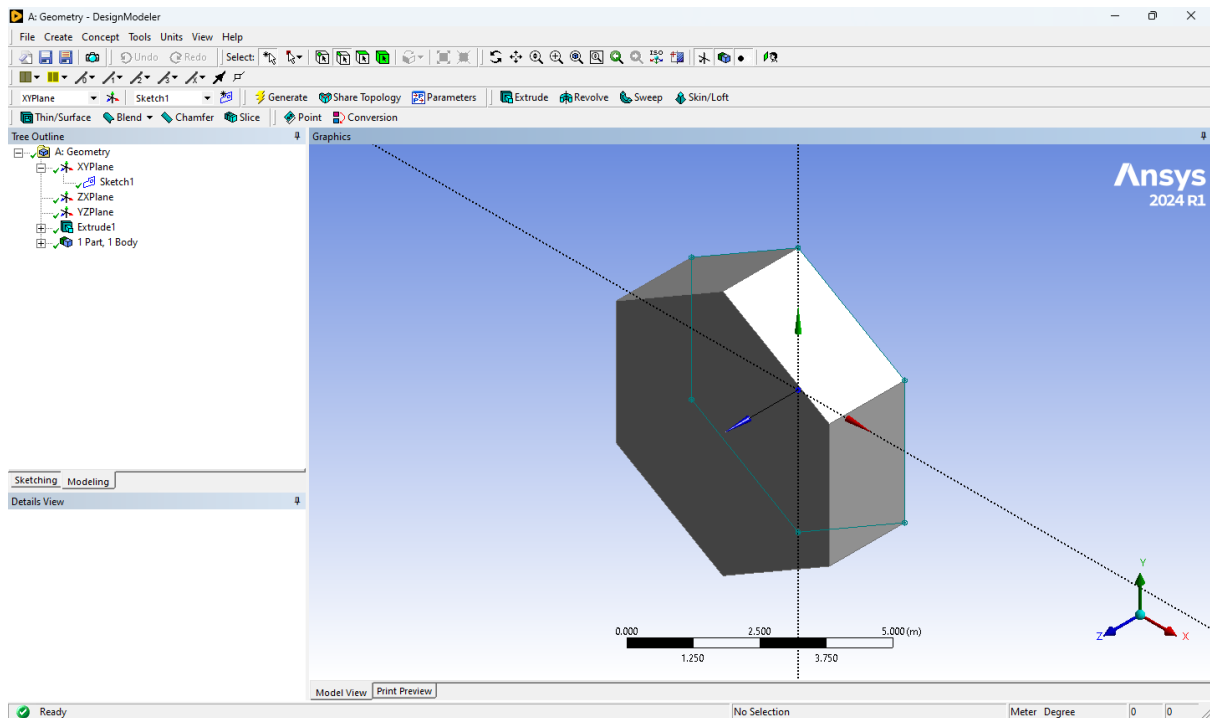 A: Geometry - DesignModeler
File Create Concept Tools Units View Help
Undo Redo Select: ISO
XYPlane Sketch1 Generate Share Topology Parameters Extrude Revolve Sweep Skin/Loft
Thin/Surface Blend Chamfer Slice Point Conversion
Tree Outline
A: Geometry
XYPlane
Sketch1
ZXPlane
YZPlane
Extrude1
1 Part, 1 Body
Sketching Modeling
Details View
Graphics
Ansys
2024 R1
Y
Z
X
0.000 2.500 5.000 (m)
1.250 3.750
Model View Print Preview
Ready No Selection Meter Degree 0 0